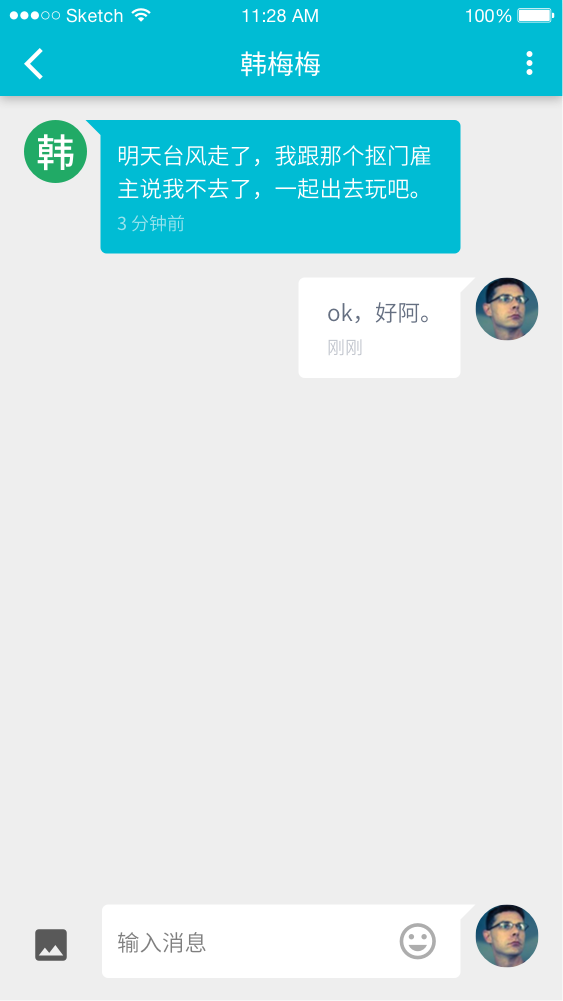 Sketch 11:28 AM 100%
韩梅梅
韩
明天台风走了，我跟那个抠门雇
主说我不去了，一起出去玩吧。
3 分钟前
ok，好阿。
刚刚
输入消息